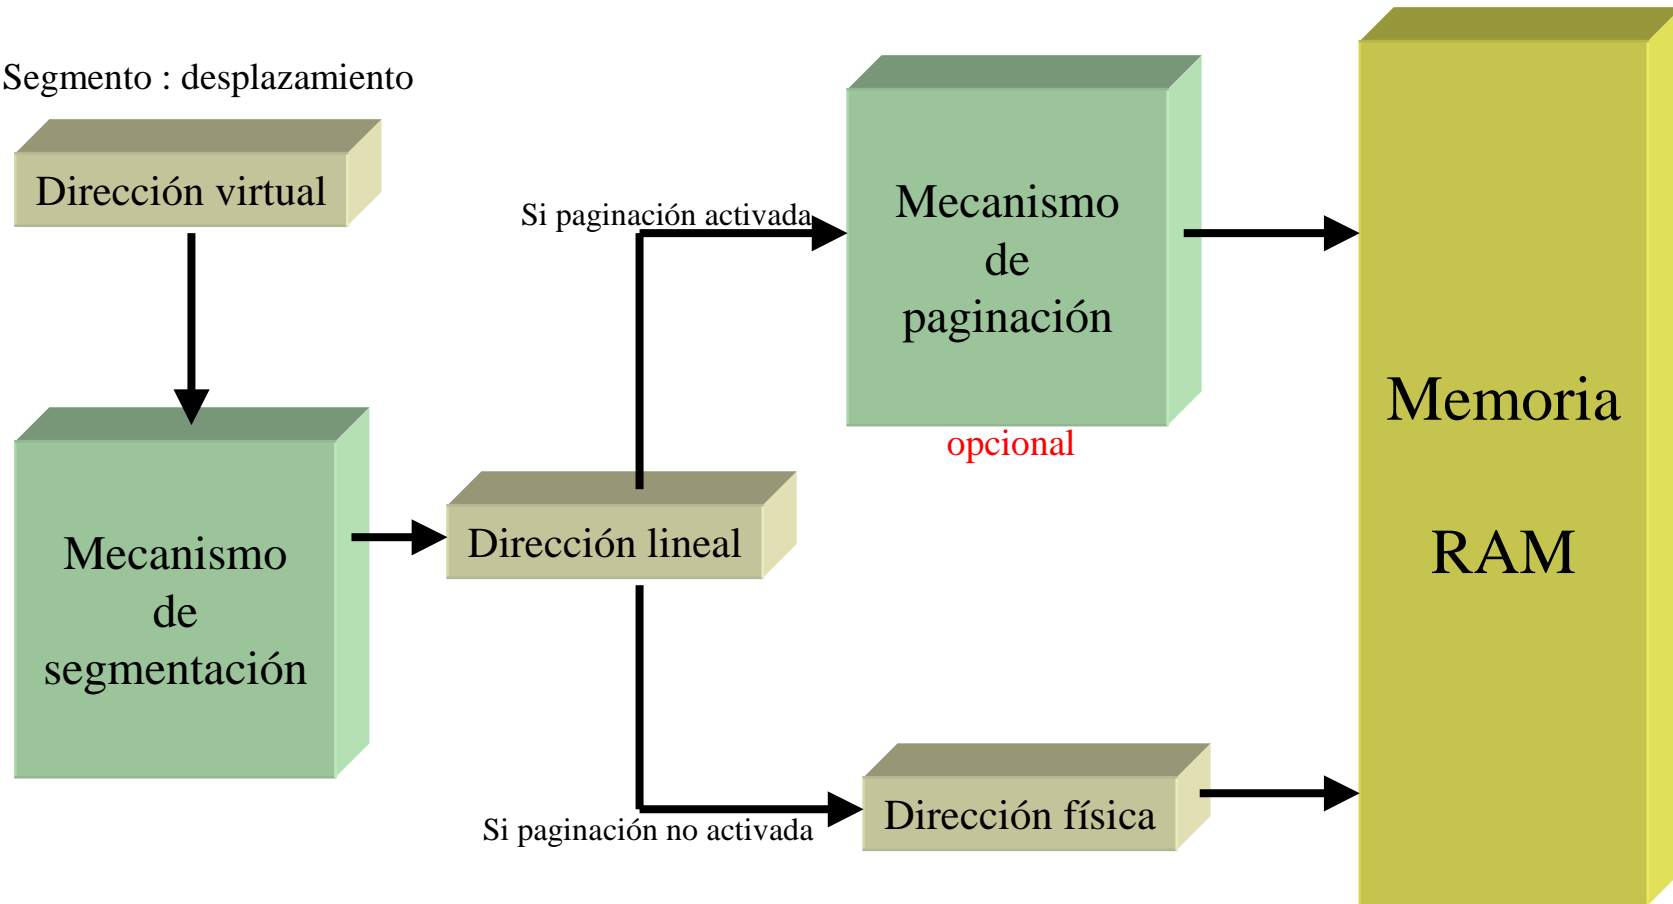 Segmento : desplazamiento
Dirección virtual
Mecanismo
de
segmentación
Dirección lineal
Si paginación activada
Mecanismo
de
paginación
opcional
Si paginación no activada
Dirección física
Memoria
RAM